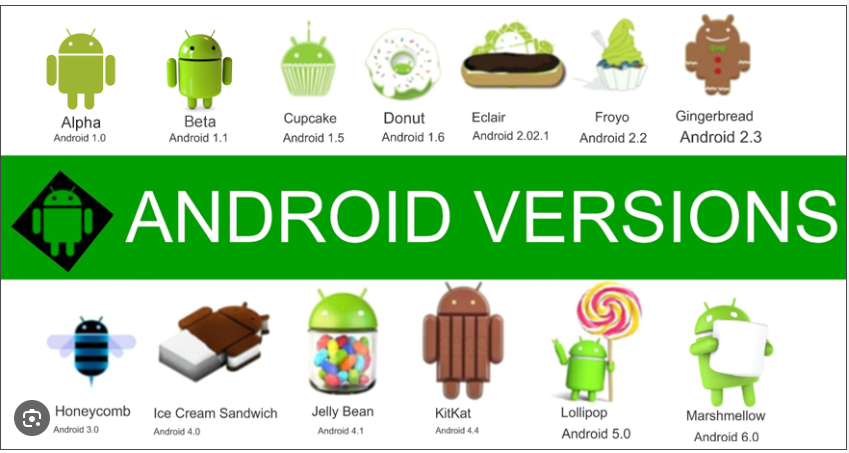 Alpha
Android 1.0
Beta
Android 1.1
Cupcake
Android 1.5
Donut
Android 1.6
Eclair
Android 2.02.1
Froyo
Android 2.2
Gingerbread
Android 2.3
ANDROID VERSIONS
Honeycomb
Android 3.0
Ice Cream Sandwich
Android 4.0
Jelly Bean
Android 4.1
KitKat
Android 4.4
Lollipop
Android 5.0
Marshmellow
Android 6.0